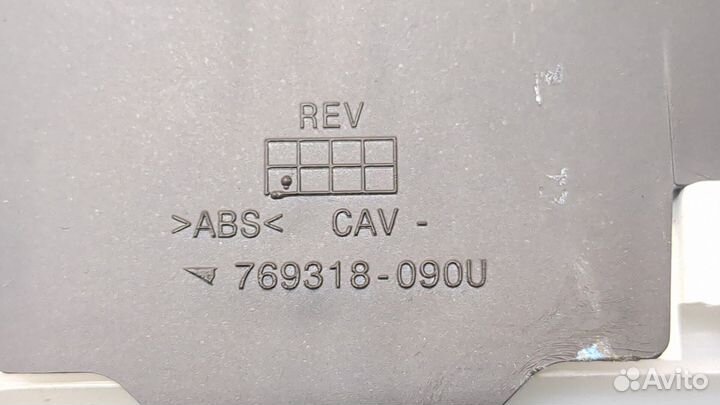 REV
>ABS< CAV -
769318-090U
Avito